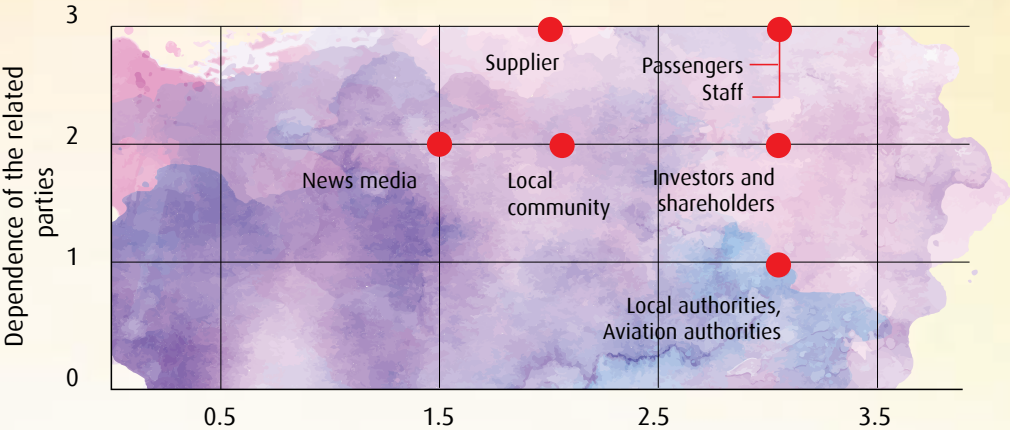 Dependence of the related
parties
3
2
1
0
Supplier
Passengers
Staff
News media
Local
community
Investors and
shareholders
Local authorities,
Aviation authorities
0.5
1.5
2.5
3.5